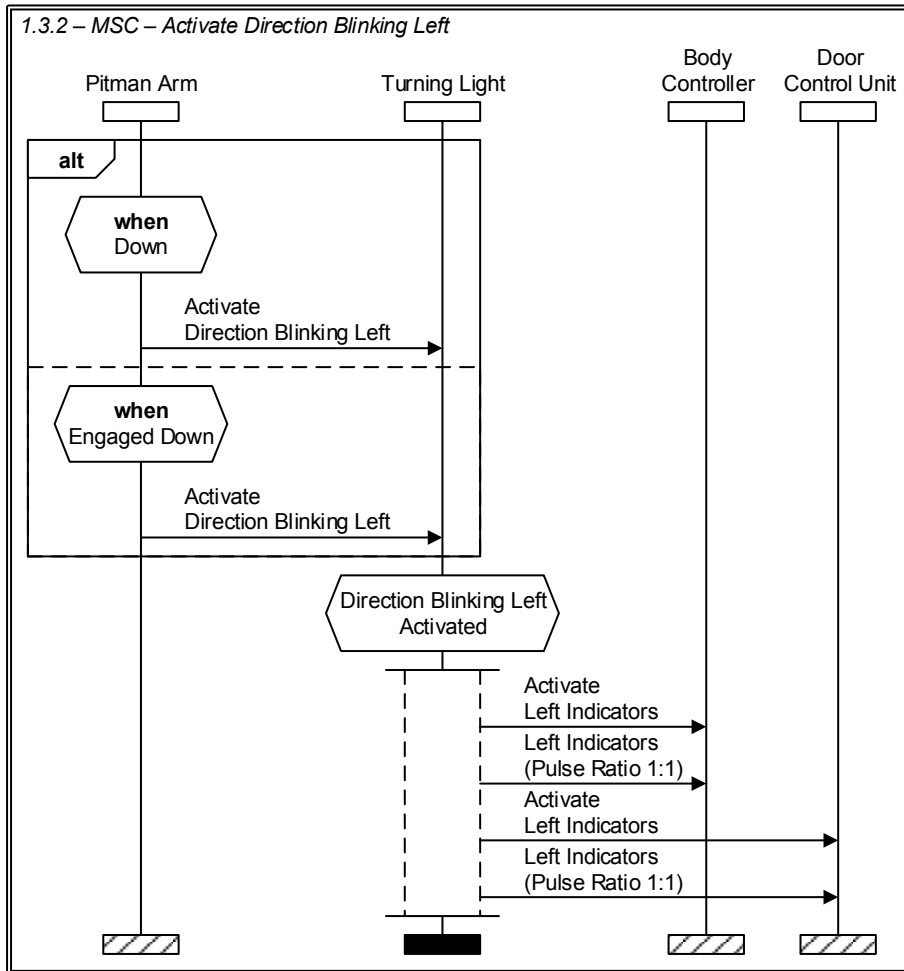 1.3.2 – MSC – Activate Direction Blinking Left
Pitman Arm
Turning Light
Body
Controller
Door
Control Unit
alt
when
Down
Activate
Direction Blinking Left
when
Engaged Down
Activate
Direction Blinking Left
Direction Blinking Left
Activated
Activate
Left Indicators
Left Indicators
(Pulse Ratio 1:1)
Activate
Left Indicators
Left Indicators
(Pulse Ratio 1:1)